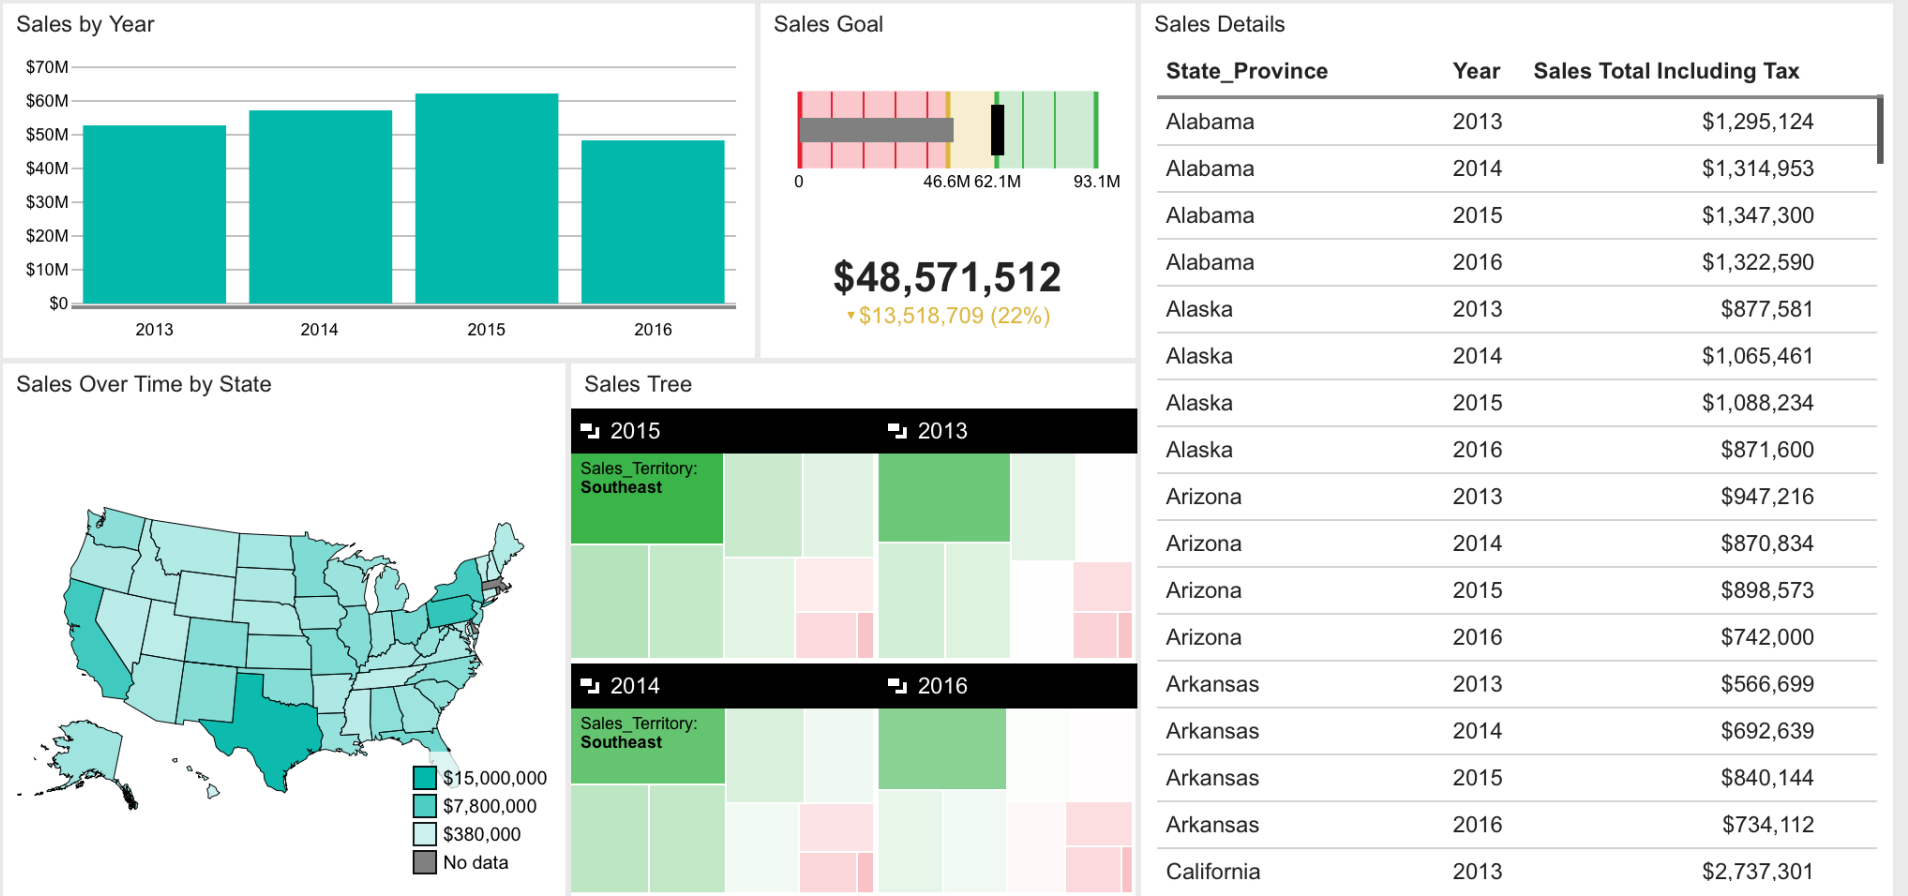 Sales by Year
$70M
$60M
$50M
$40M
$30M
$20M
$10M
$0
2013 2014 2015 2016
Sales Goal
0 46.6M 62.1M 93.1M
$48,571,512
▼$13,518,709 (22%)
Sales Over Time by State
$15,000,000
$7,800,000
$380,000
No data
Sales Tree
2015 2013
Sales_Territory:
Southeast
2014 2016
Sales_Territory:
Southeast
Sales Details
State_Province Year Sales Total Including Tax
Alabama 2013 $1,295,124
Alabama 2014 $1,314,953
Alabama 2015 $1,347,300
Alabama 2016 $1,322,590
Alaska 2013 $877,581
Alaska 2014 $1,065,461
Alaska 2015 $1,088,234
Alaska 2016 $871,600
Arizona 2013 $947,216
Arizona 2014 $870,834
Arizona 2015 $898,573
Arizona 2016 $742,000
Arkansas 2013 $566,699
Arkansas 2014 $692,639
Arkansas 2015 $840,144
Arkansas 2016 $734,112
California 2013 $2,737,301